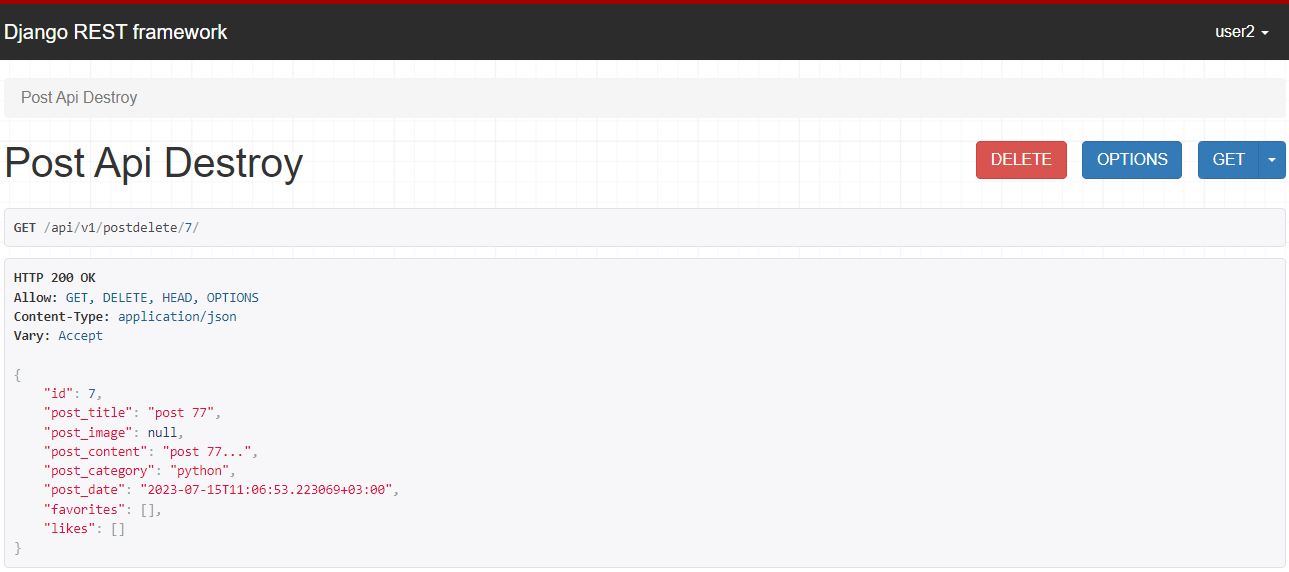 Django REST framework
user2
Post Api Destroy
Post Api Destroy
DELETE
OPTIONS
GET
GET /api/v1/postdelete/7/
HTTP 200 OK
Allow: GET, DELETE, HEAD, OPTIONS
Content-Type: application/json
Vary: Accept
{
    "id": 7,
    "post_title": "post 77",
    "post_image": null,
    "post_content": "post 77...",
    "post_category": "python",
    "post_date": "2023-07-15T11:06:53.223069+03:00",
    "favorites": [],
    "likes": []
}